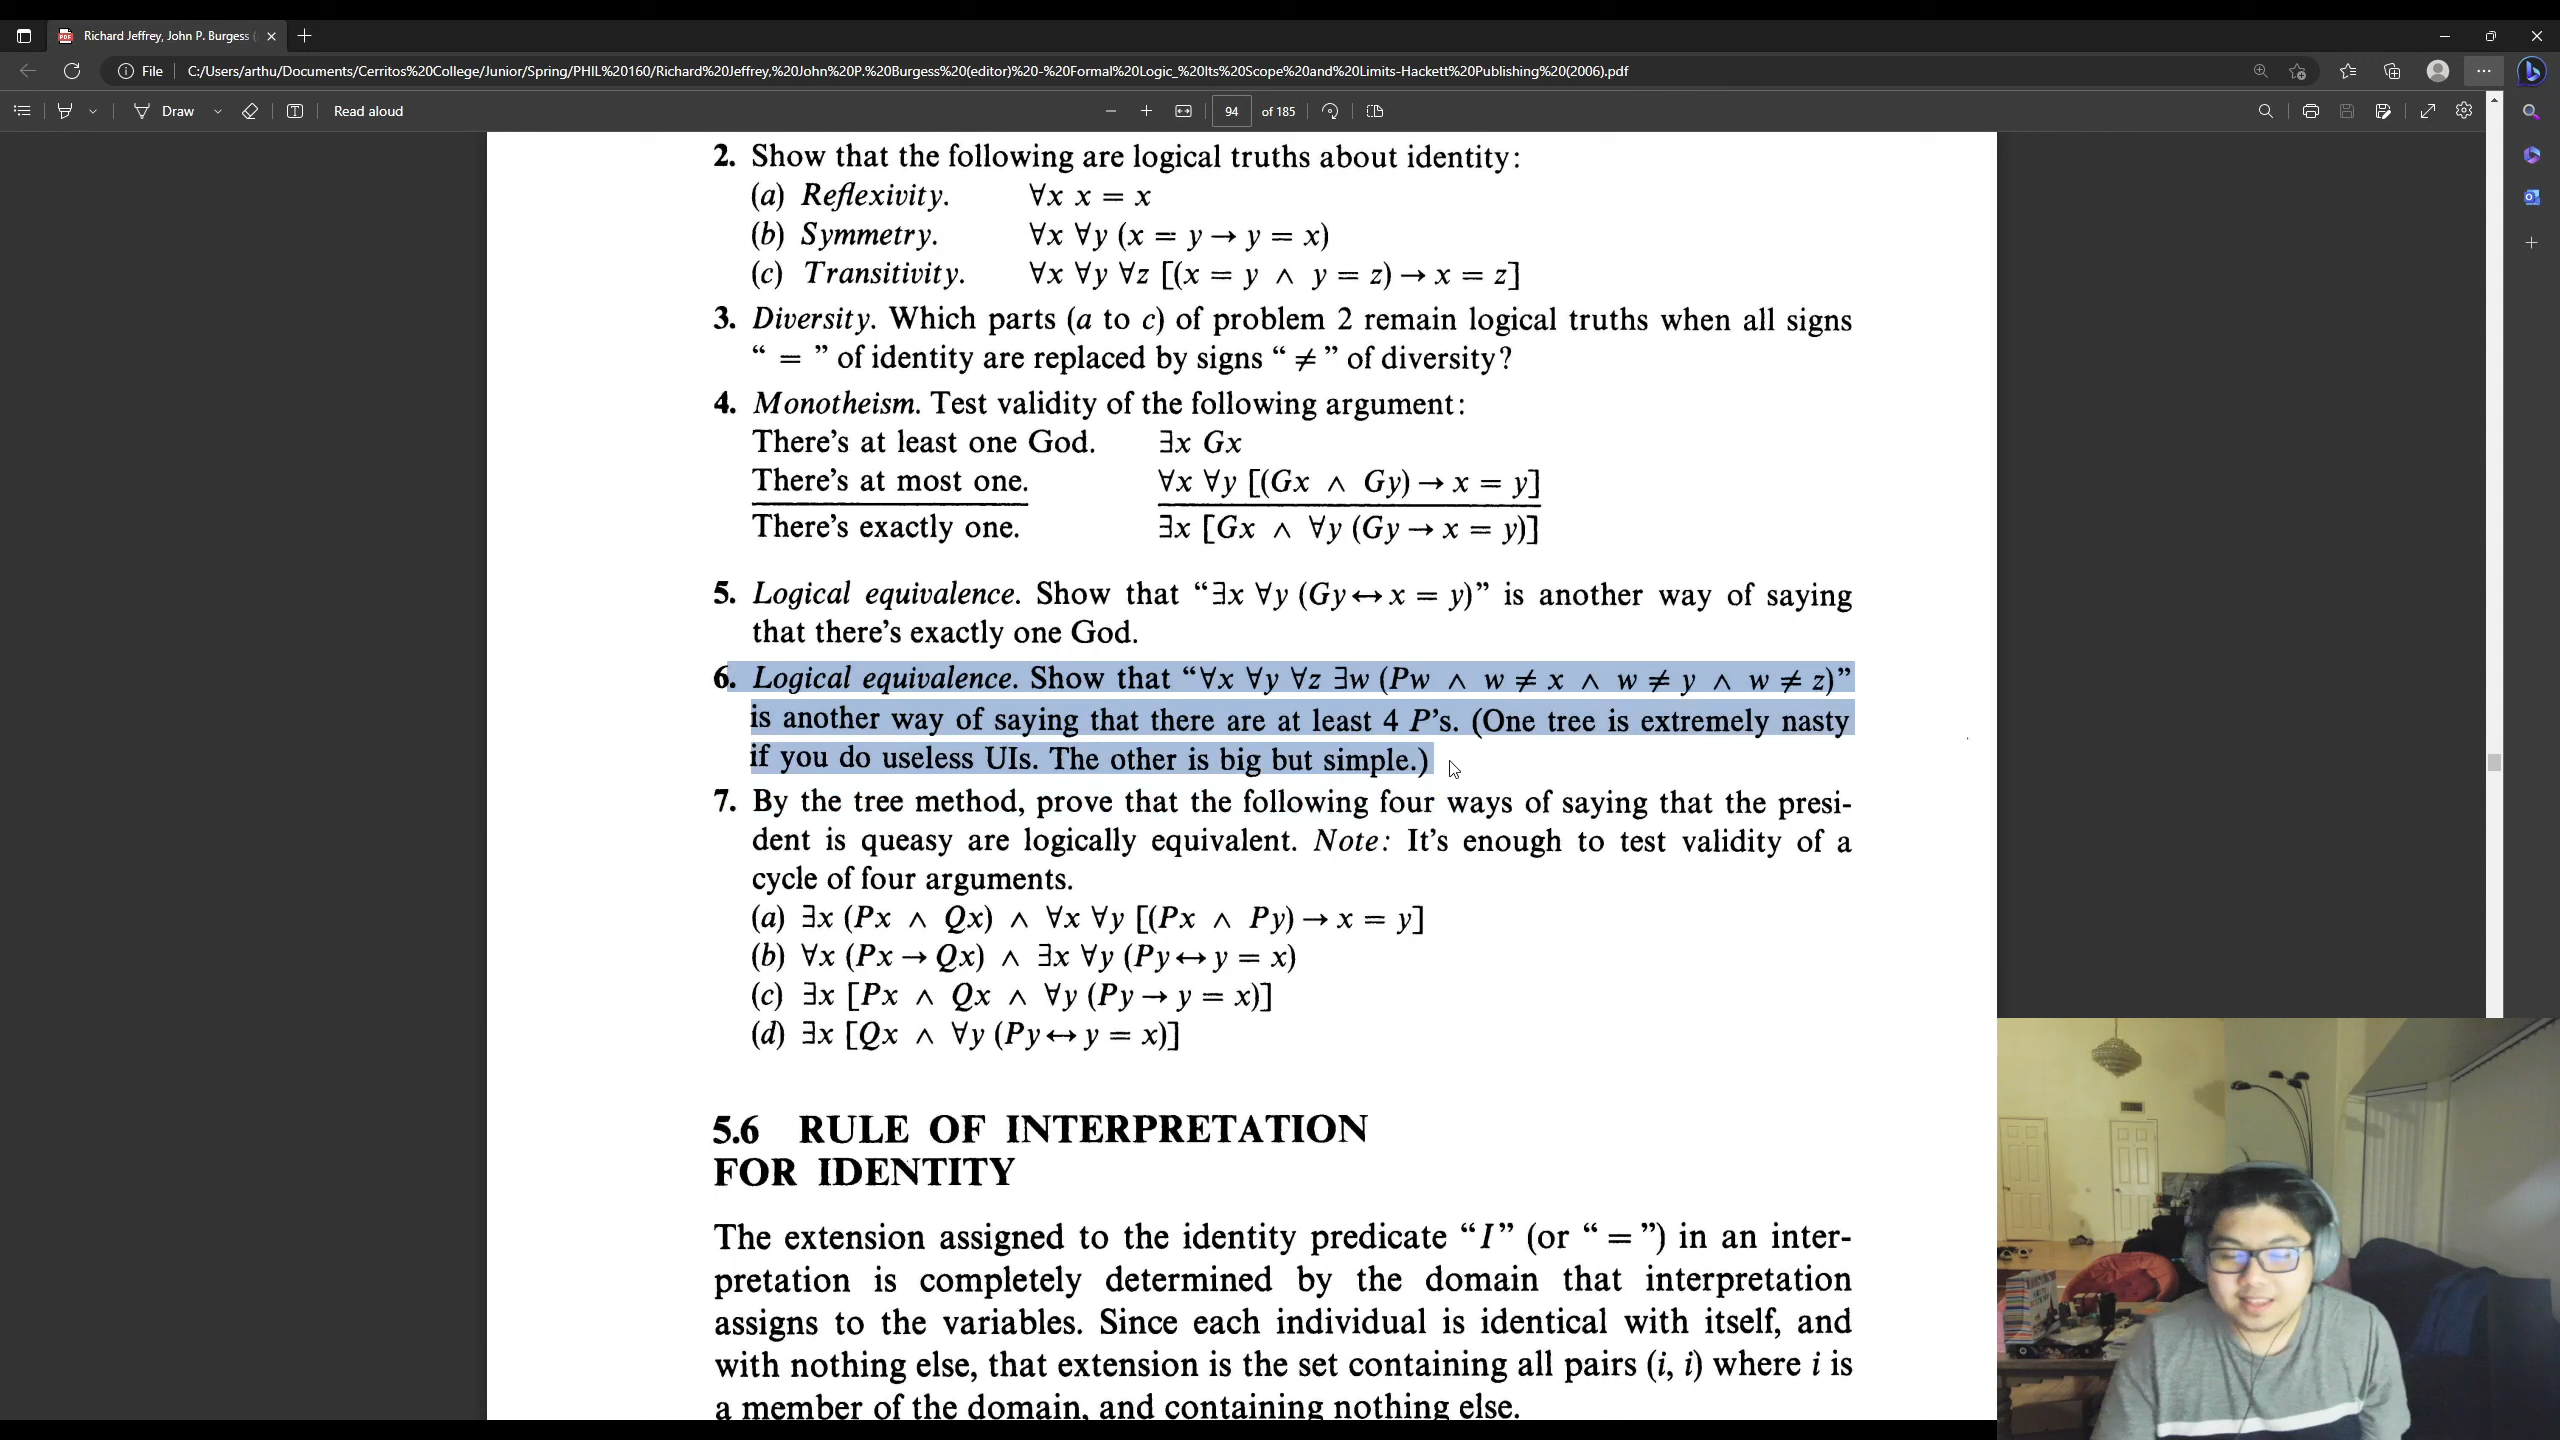 Richard Jeffrey, John P. Burgess (
File
C:/Users/arthu/Documents/Cerritos%20College/Junior/Spring/PHIL%20160/Richard%20Jeffrey,%20John%20P.%20Burgess%20(editor)%20-%20Formal%20Logic_%20Its%20Scope%20and%20Limits-Hackett%20Publishing%20(2006).pdf
Draw
Read aloud
94 of 185
2. Show that the following are logical truths about identity:
(a) Reflexivity. ∀x x = x
(b) Symmetry. ∀x ∀y (x = y → y = x)
(c) Transitivity. ∀x ∀y ∀z [(x = y ∧ y = z) → x = z]
3. Diversity. Which parts (a to c) of problem 2 remain logical truths when all signs
“ = ” of identity are replaced by signs “ ≠ ” of diversity?
4. Monotheism. Test validity of the following argument:
There's at least one God. ∃x Gx
There's at most one. ∀x ∀y [(Gx ∧ Gy) → x = y]
There's exactly one. ∃x [Gx ∧ ∀y (Gy → x = y)]
5. Logical equivalence. Show that “∃x ∀y (Gy ↔ x = y)” is another way of saying
that there's exactly one God.
6. Logical equivalence. Show that “∀x ∀y ∀z ∃w (Pw ∧ w ≠ x ∧ w ≠ y ∧ w ≠ z)”
is another way of saying that there are at least 4 P's. (One tree is extremely nasty
if you do useless UIs. The other is big but simple.)
7. By the tree method, prove that the following four ways of saying that the presi-
dent is queasy are logically equivalent. Note: It's enough to test validity of a
cycle of four arguments.
(a) ∃x (Px ∧ Qx) ∧ ∀x ∀y [(Px ∧ Py) → x = y]
(b) ∀x (Px → Qx) ∧ ∃x ∀y (Py ↔ y = x)
(c) ∃x [Px ∧ Qx ∧ ∀y (Py → y = x)]
(d) ∃x [Qx ∧ ∀y (Py ↔ y = x)]
5.6 RULE OF INTERPRETATION
FOR IDENTITY
The extension assigned to the identity predicate “I” (or “ = ”) in an inter-
pretation is completely determined by the domain that interpretation
assigns to the variables. Since each individual is identical with itself, and
with nothing else, that extension is the set containing all pairs (i, i) where i is
a member of the domain, and containing nothing else.